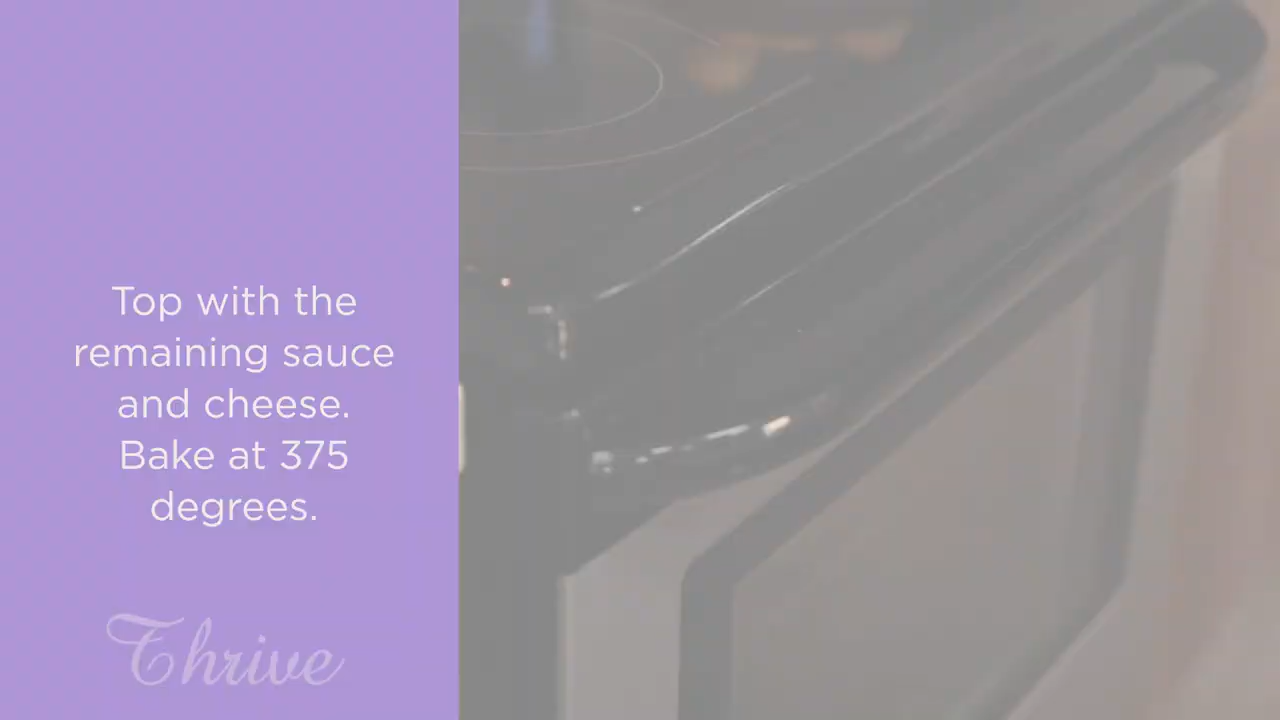 Top with the
remaining sauce
and cheese.
Bake at 375
degrees.
Thrive